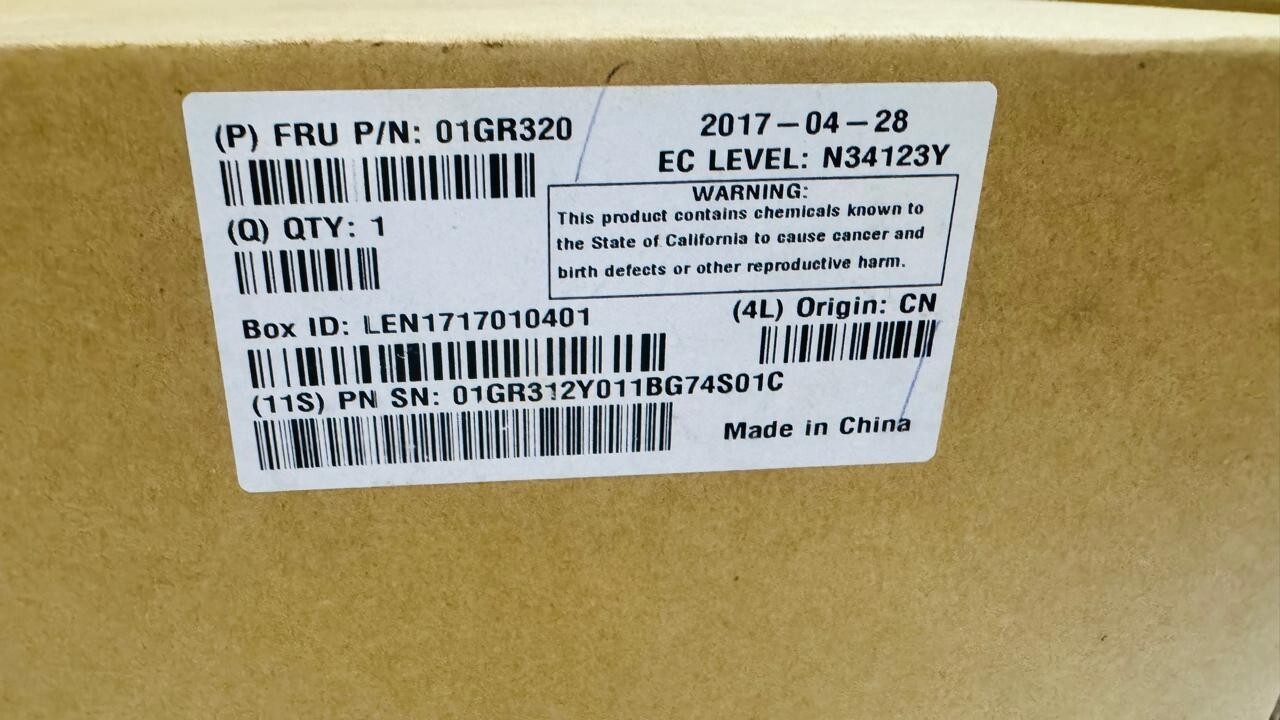 (P) FRU P/N: 01GR320
2017-04-28
EC LEVEL: N34123Y
WARNING:
This product contains chemicals known to
the State of California to cause cancer and
birth defects or other reproductive harm.
(Q) QTY: 1
Box ID: LEN1717010401
(4L) Origin: CN
(11S) PN SN: 01GR312Y011BG74S01C
Made in China